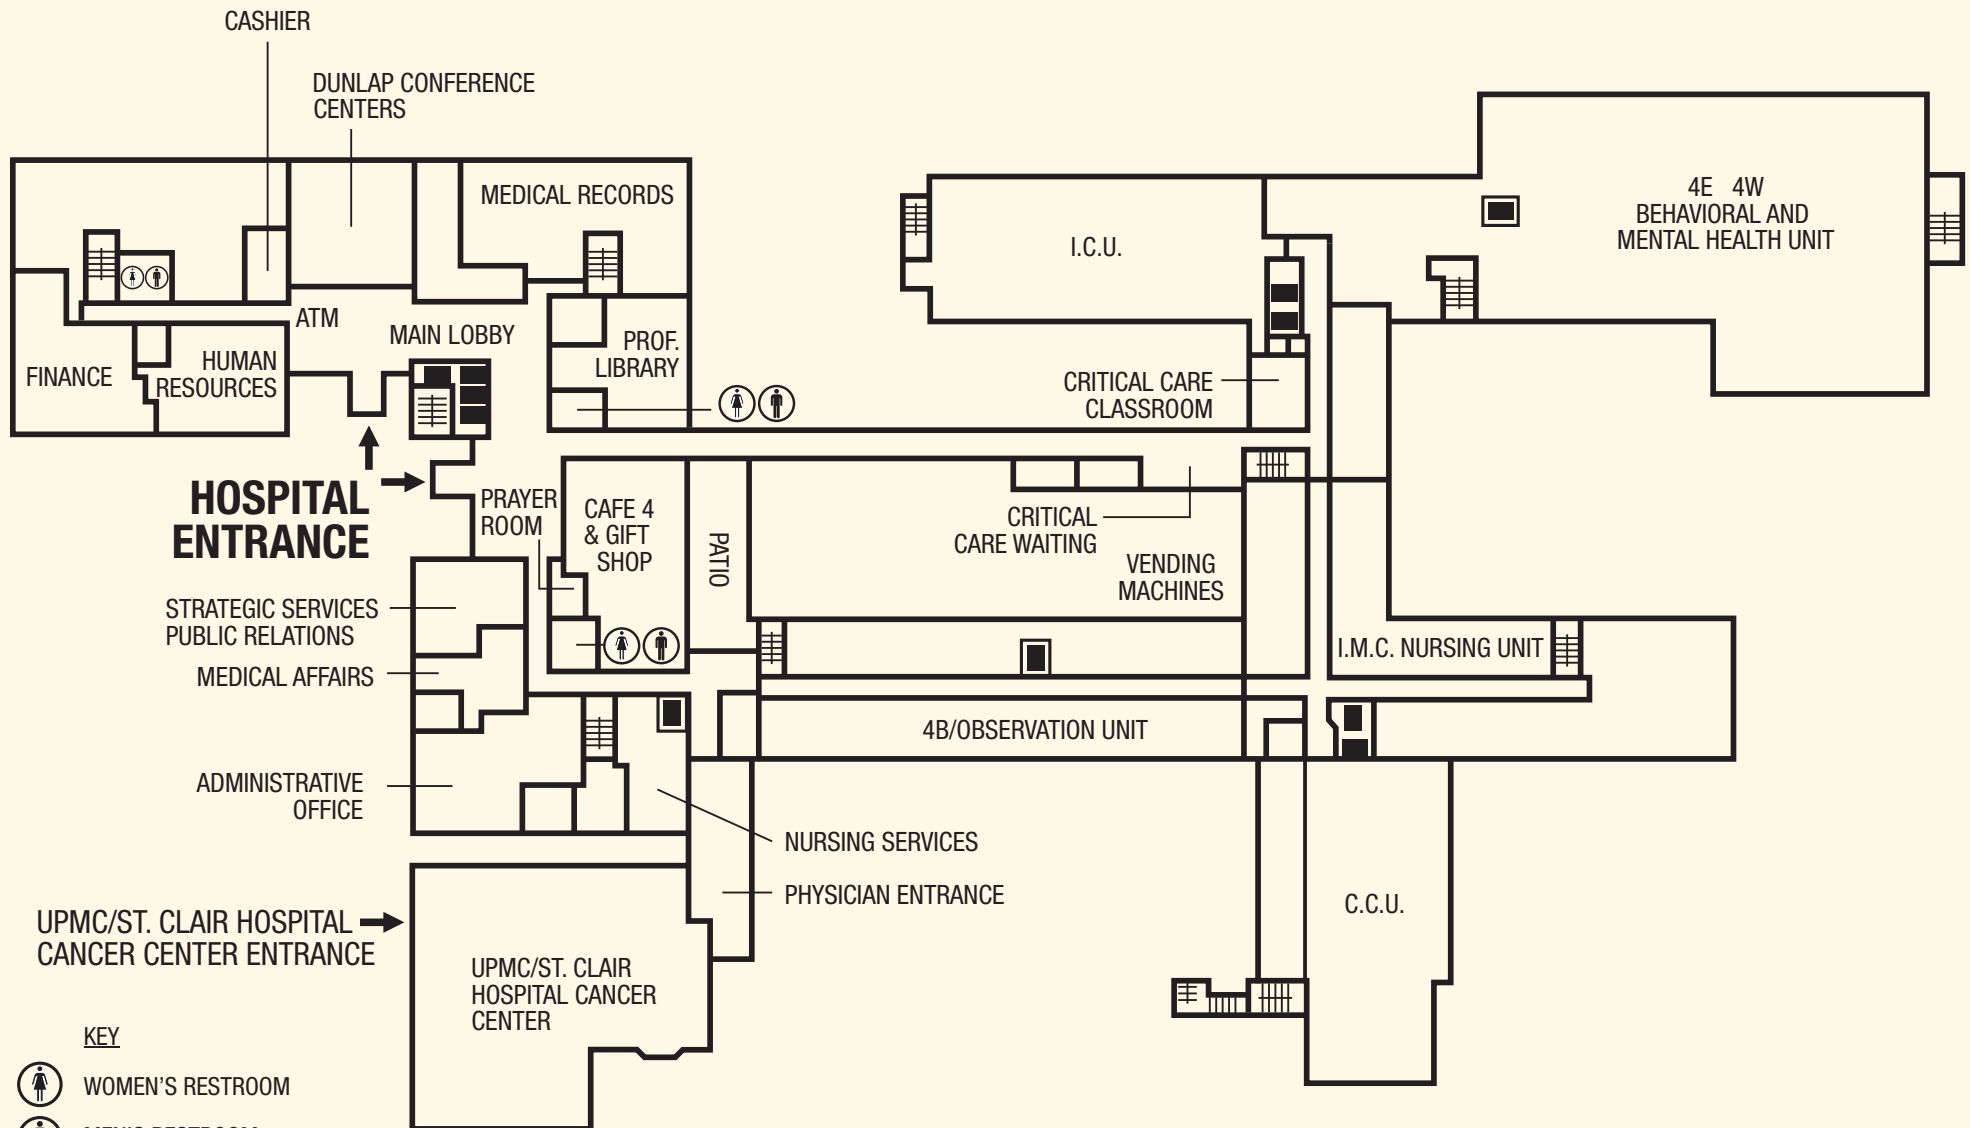 CASHIER
DUNLAP CONFERENCE
CENTERS
MEDICAL RECORDS
4E 4W
BEHAVIORAL AND
MENTAL HEALTH UNIT
I.C.U.
ATM
MAIN LOBBY
PROF.
LIBRARY
FINANCE
HUMAN
RESOURCES
CRITICAL CARE
CLASSROOM
HOSPITAL
ENTRANCE
PRAYER
ROOM
CAFE 4
& GIFT
SHOP
PATIO
CRITICAL
CARE WAITING
VENDING
MACHINES
STRATEGIC SERVICES
PUBLIC RELATIONS
MEDICAL AFFAIRS
I.M.C. NURSING UNIT
4B/OBSERVATION UNIT
ADMINISTRATIVE
OFFICE
NURSING SERVICES
PHYSICIAN ENTRANCE
C.C.U.
UPMC/ST. CLAIR HOSPITAL
CANCER CENTER ENTRANCE
UPMC/ST. CLAIR
HOSPITAL CANCER
CENTER
KEY
WOMEN'S RESTROOM
MEN'S RESTROOM